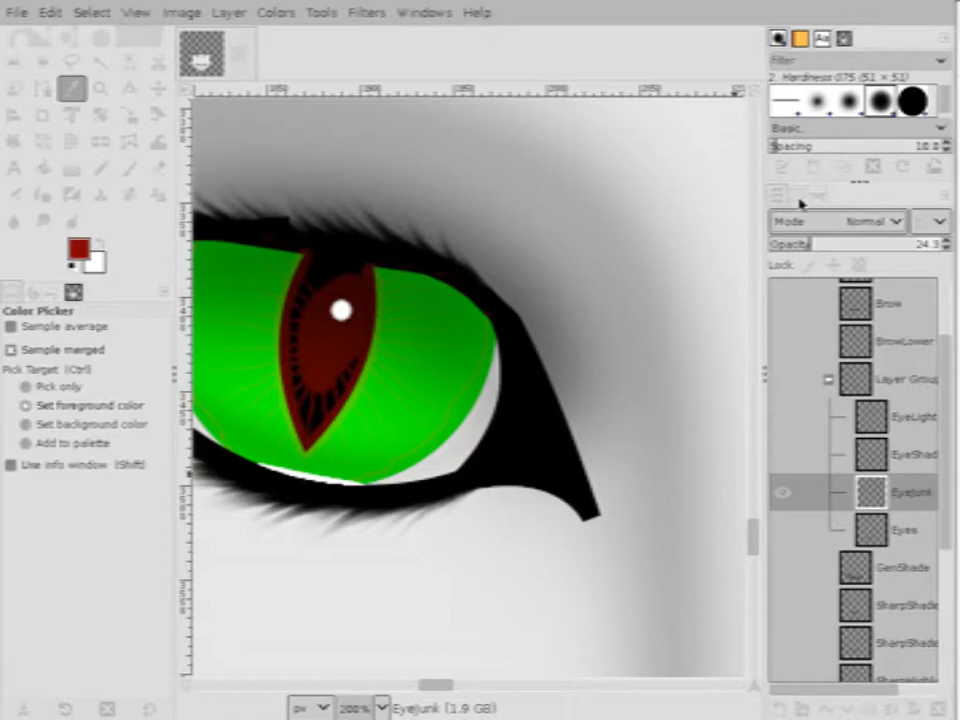 File Edit Select View Image Layer Colors Tools Filters Windows Help
filter
2. Hardness 075 (51 × 51)
Basic,
Spacing 10.0
Mode Normal
Opacity 24.3
Lock:
Brow
BrowLower
Layer Group
EyeLight
EyeShad
EyeJunk
Eyes
GenShade
SharpShade
SharpShade
Color Picker
Sample average
Sample merged
Pick Target (Ctrl)
Pick only
Set foreground color
Set background color
Add to palette
Use info window (Shift)
px 200% EyeJunk (1.9 GB)